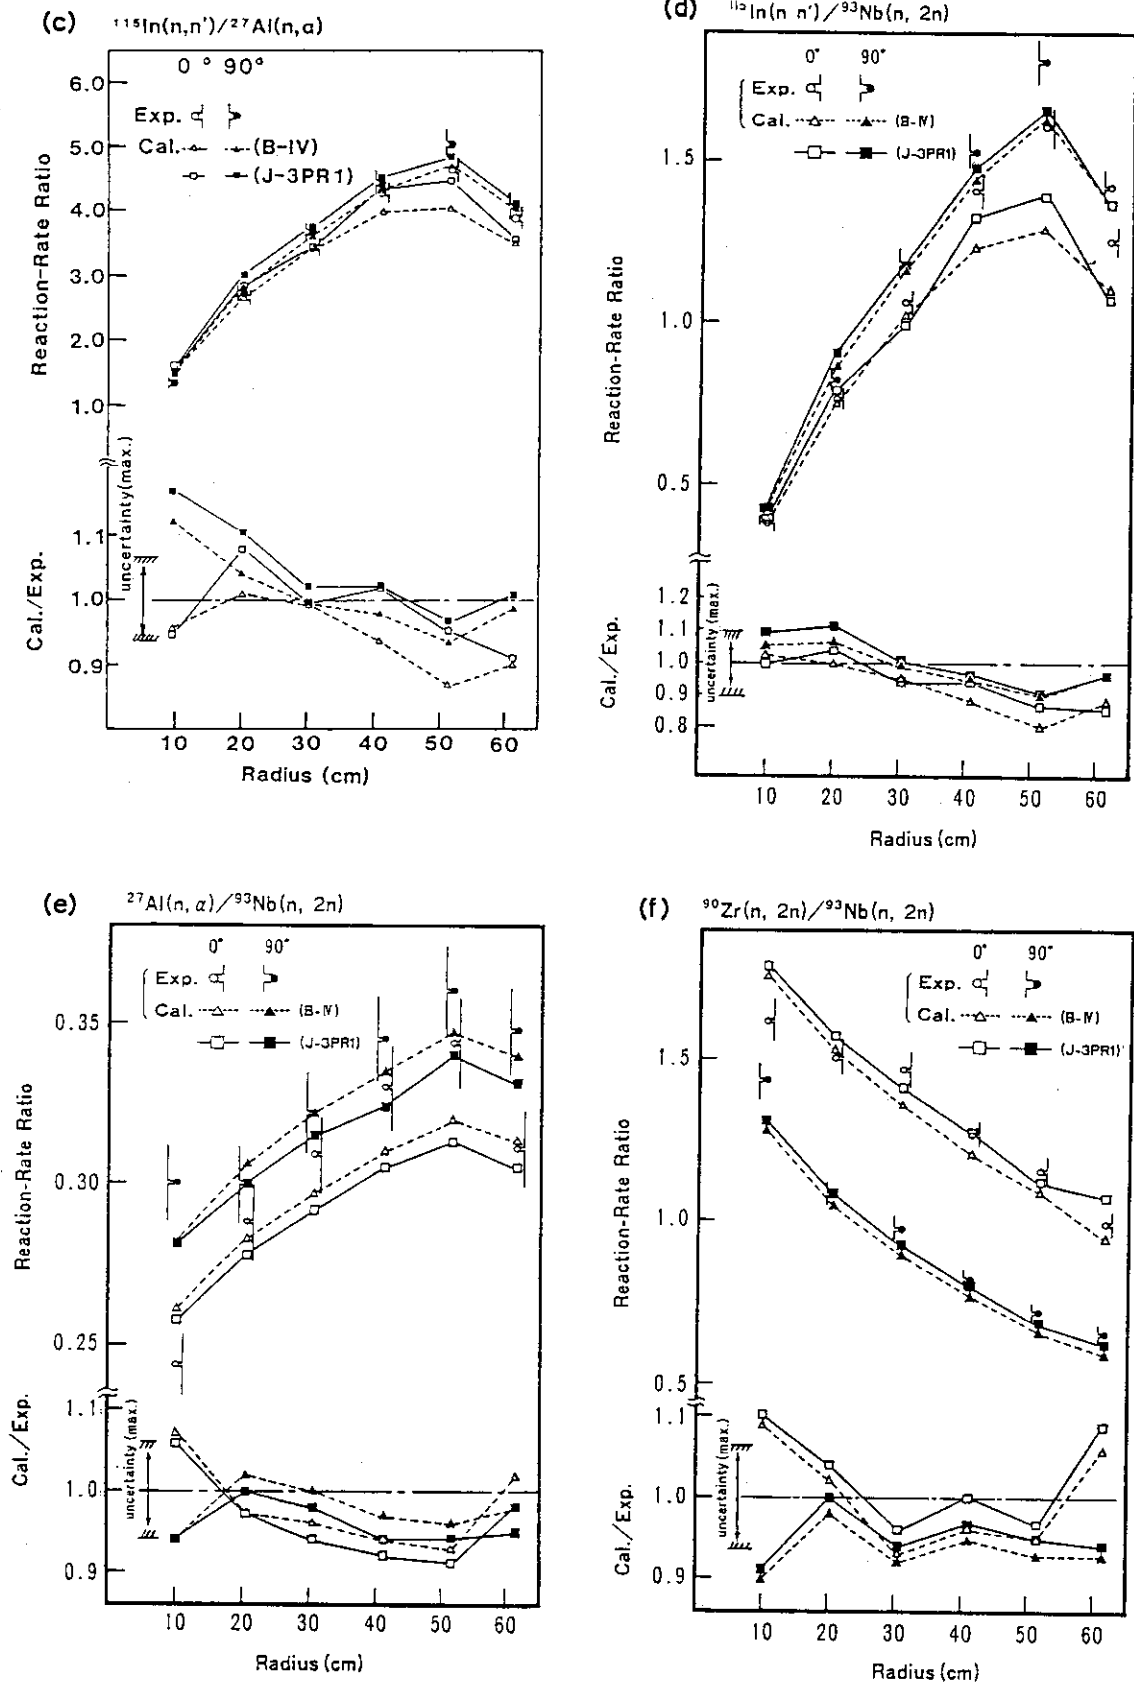 (c) ¹¹⁵In(n,n')/²⁷Al(n,α)
0° 90°
Exp.
Cal. (B-IV)
(J-3PR1)
Reaction-Rate Ratio
6.0
5.0
4.0
3.0
2.0
1.0
uncertainty (max.)
Cal./Exp.
1.1
1.0
0.9
10 20 30 40 50 60
Radius (cm)
(d) ¹¹⁵In(n n')/⁹³Nb(n, 2n)
0° 90°
Exp.
Cal. (B-IV)
(J-3PR1)
Reaction-Rate Ratio
1.5
1.0
0.5
uncertainty (max.)
Cal./Exp.
1.2
1.1
1.0
0.9
0.8
10 20 30 40 50 60
Radius (cm)
(e) ²⁷Al(n, α)/⁹³Nb(n, 2n)
0° 90°
Exp.
Cal. (B-IV)
(J-3PR1)
Reaction-Rate Ratio
0.35
0.30
0.25
uncertainty (max.)
Cal./Exp.
1.1
1.0
0.9
10 20 30 40 50 60
Radius (cm)
(f) ⁹⁰Zr(n, 2n)/⁹³Nb(n, 2n)
0° 90°
Exp.
Cal. (B-IV)
(J-3PR1)
Reaction-Rate Ratio
1.5
1.0
0.5
uncertainty (max.)
Cal./Exp.
1.1
1.0
0.9
10 20 30 40 50 60
Radius (cm)